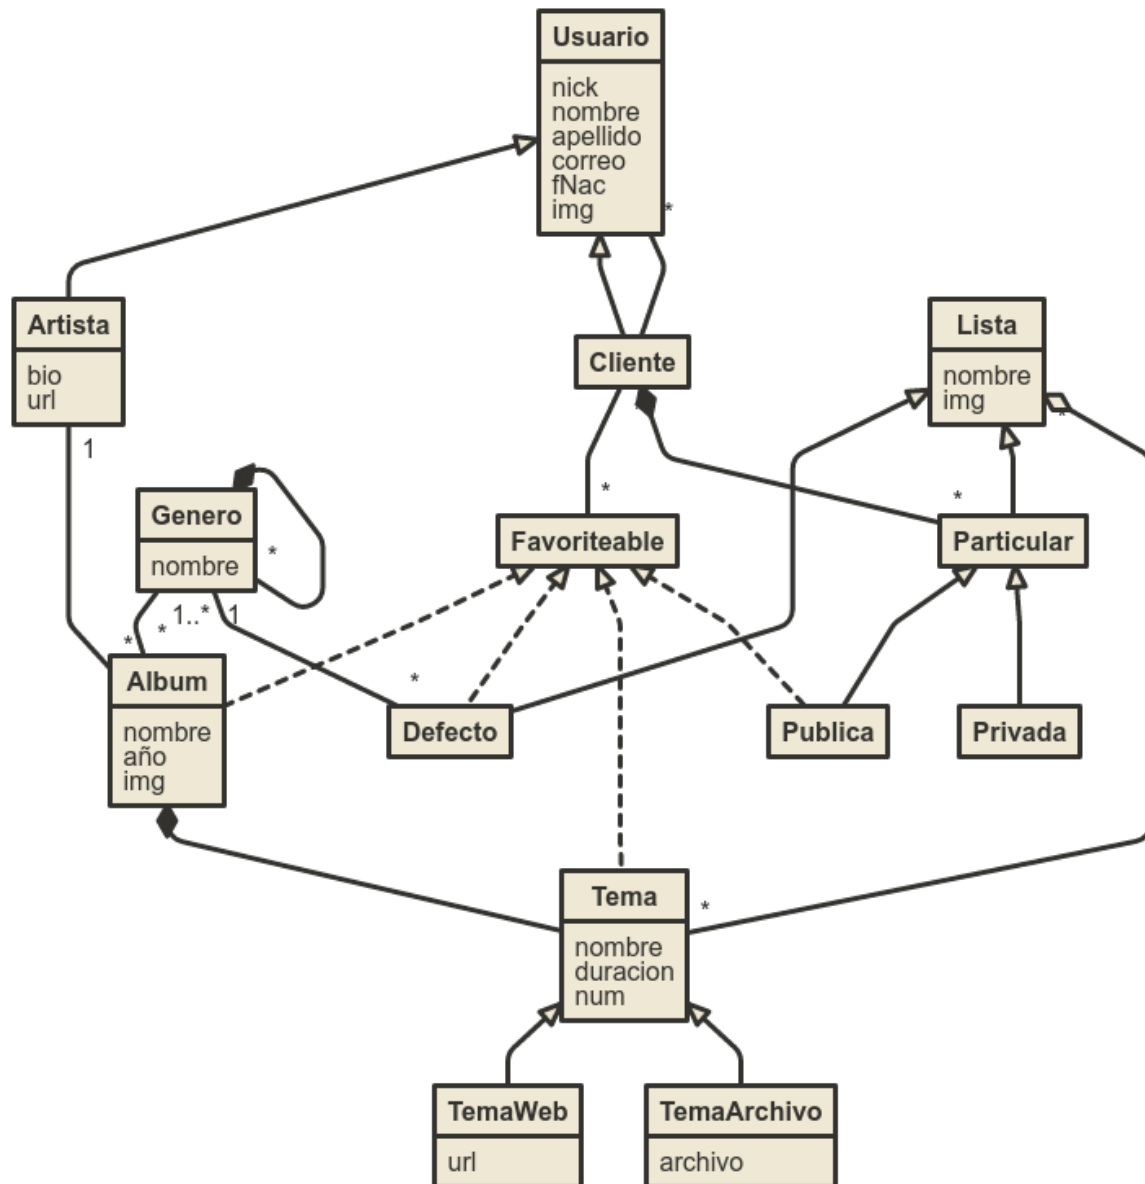 Usuario
nick
nombre
apellido
correo
fNac
img
*
Artista
bio
url
1
Cliente
Lista
nombre
img
*
Genero
nombre
*
1..*
1
*
*
Favoriteable
*
Particular
*
Album
nombre
año
img
Defecto
*
Publica
Privada
Tema
nombre
duracion
num
*
TemaWeb
url
TemaArchivo
archivo